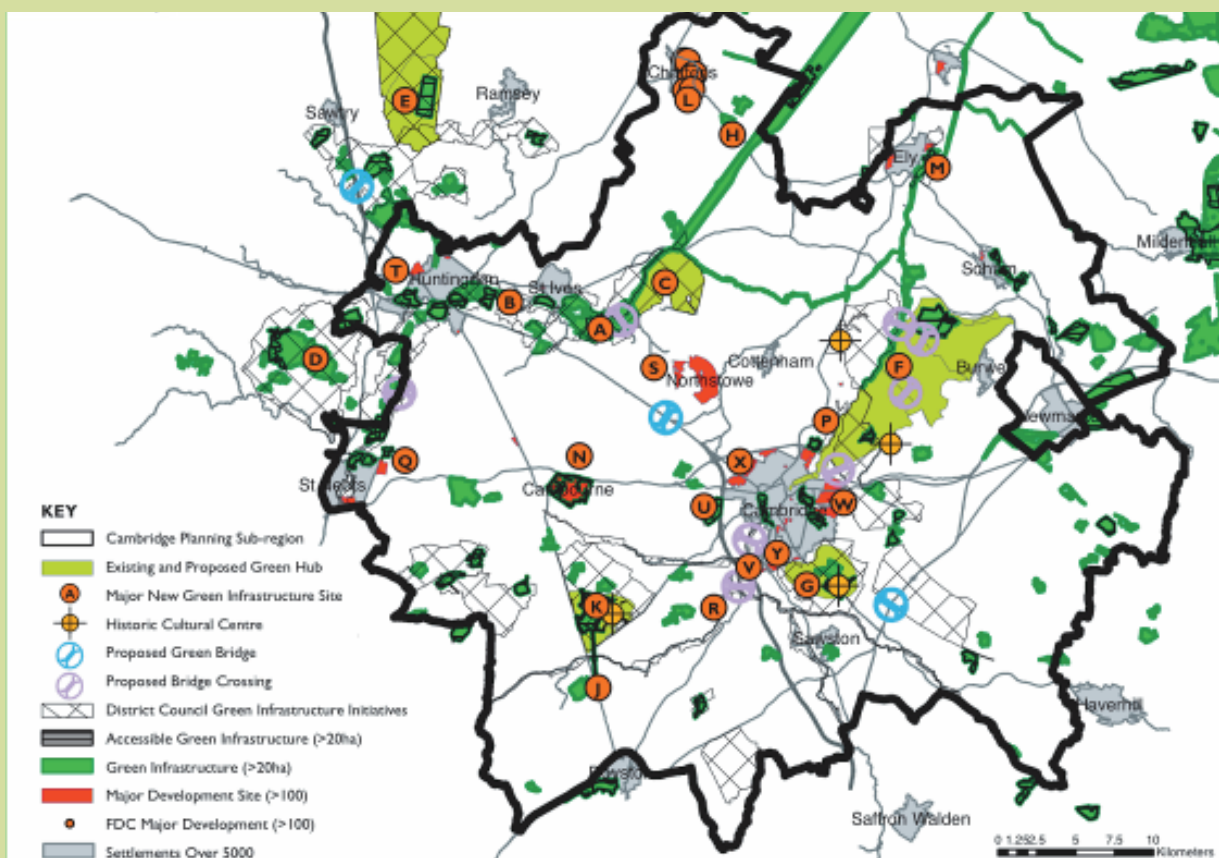 Chatteris
L
E
Ramsey
Sawtry
H
Ely
M
Mildenhall
T
Huntingdon
B
St Ives
C
Soham
A
D
S
Northstowe
Cottenham
F
Burwell
Newmarket
P
Q
N
X
St Neots
Cambourne
U
Cambridge
W
Y
V
G
K
R
Sawston
J
Haverhill
Royston
Saffron Walden
KEY
Cambridge Planning Sub-region
Existing and Proposed Green Hub
A Major New Green Infrastructure Site
Historic Cultural Centre
Proposed Green Bridge
Proposed Bridge Crossing
District Council Green Infrastructure Initiatives
Accessible Green Infrastructure (>20ha)
Green Infrastructure (>20ha)
Major Development Site (>100)
FDC Major Development (>100)
Settlements Over 5000
0 1.25 2.5 5 7.5 10
Kilometers